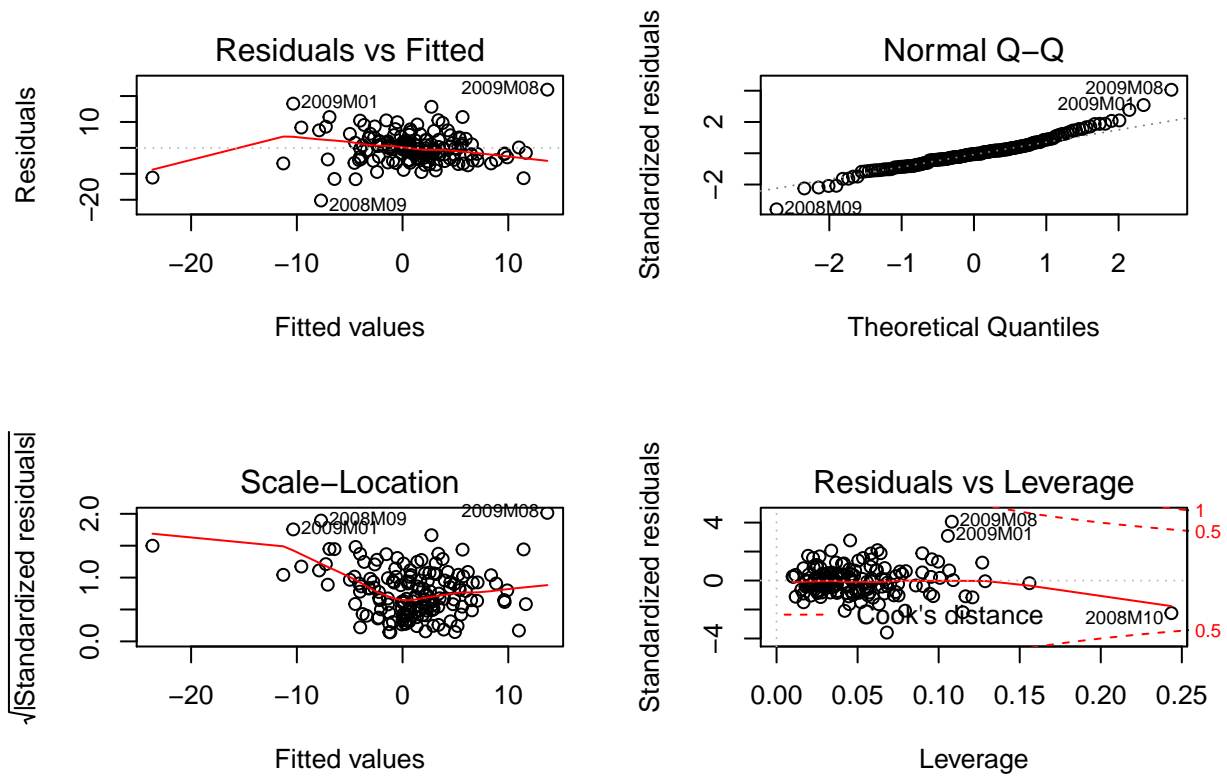 Residuals vs Fitted
Residuals
10
−20
2009M08
2009M01
2008M09
−20
−10
0
10
Fitted values
Normal Q−Q
Standardized residuals
2
−2
2009M08
2009M01
2008M09
−2
−1
0
1
2
Theoretical Quantiles
Scale−Location
√|Standardized residuals|
2.0
1.0
0.0
2009M08
2008M09
2009M01
−20
−10
0
10
Fitted values
Residuals vs Leverage
Standardized residuals
4
0
−4
2009M08
2009M01
2008M10
Cook's distance
1
0.5
0.5
0.00
0.05
0.10
0.15
0.20
0.25
Leverage